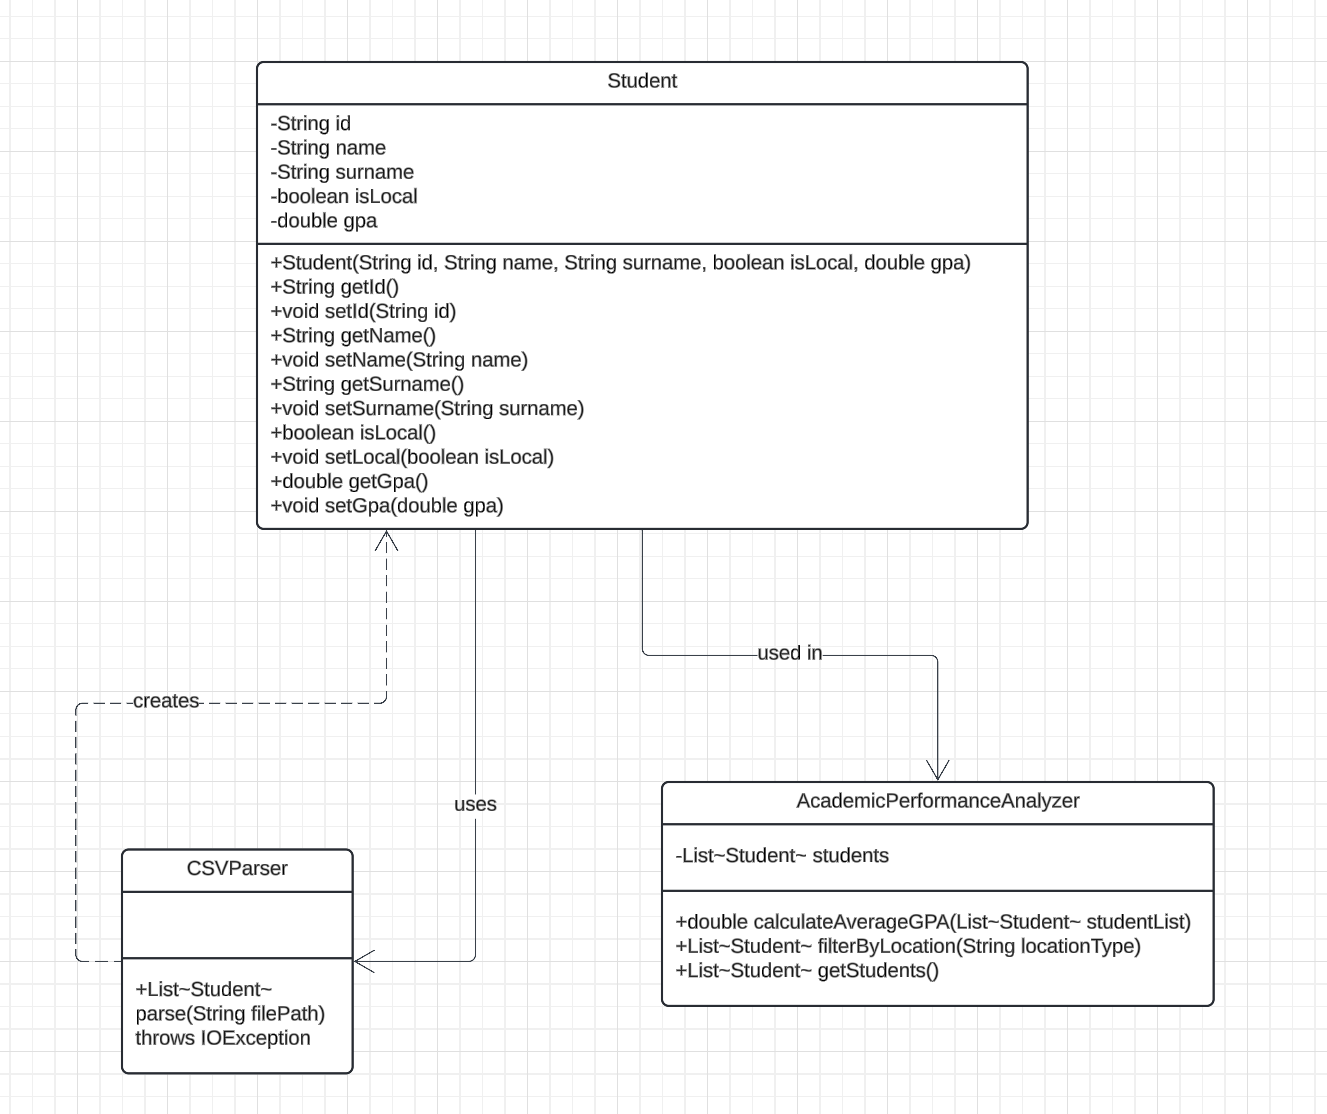 Student
-String id
-String name
-String surname
-boolean isLocal
-double gpa
+Student(String id, String name, String surname, boolean isLocal, double gpa)
+String getId()
+void setId(String id)
+String getName()
+void setName(String name)
+String getSurname()
+void setSurname(String surname)
+boolean isLocal()
+void setLocal(boolean isLocal)
+double getGpa()
+void setGpa(double gpa)
used in
creates
uses
AcademicPerformanceAnalyzer
-List~Student~ students
+double calculateAverageGPA(List~Student~ studentList)
+List~Student~ filterByLocation(String locationType)
+List~Student~ getStudents()
CSVParser
+List~Student~
parse(String filePath)
throws IOException